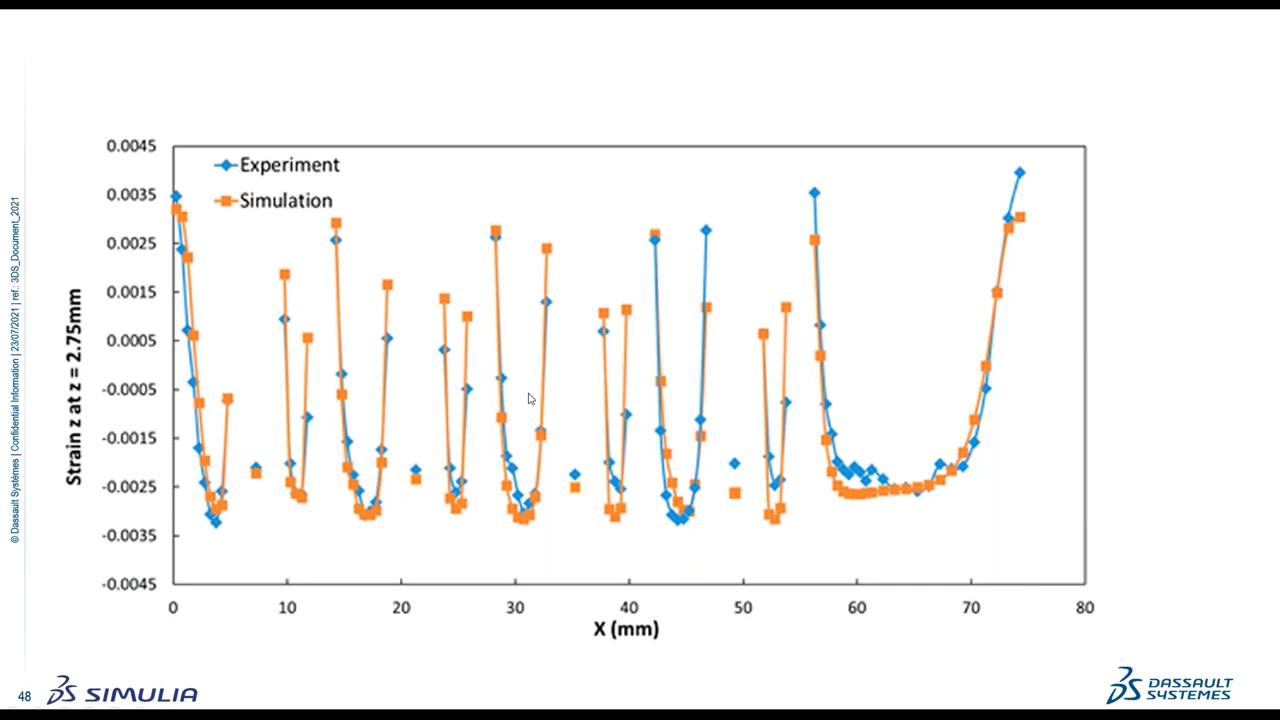 Experiment
Simulation
0.0045
0.0035
0.0025
0.0015
0.0005
-0.0005
-0.0015
-0.0025
-0.0035
-0.0045
Strain z at z = 2.75mm
0 10 20 30 40 50 60 70 80
X (mm)
© Dassault Systèmes | Confidential Information | 23/07/2021 | ref.: 3DS_Document_2021
48
SIMULIA
DASSAULT
SYSTEMES